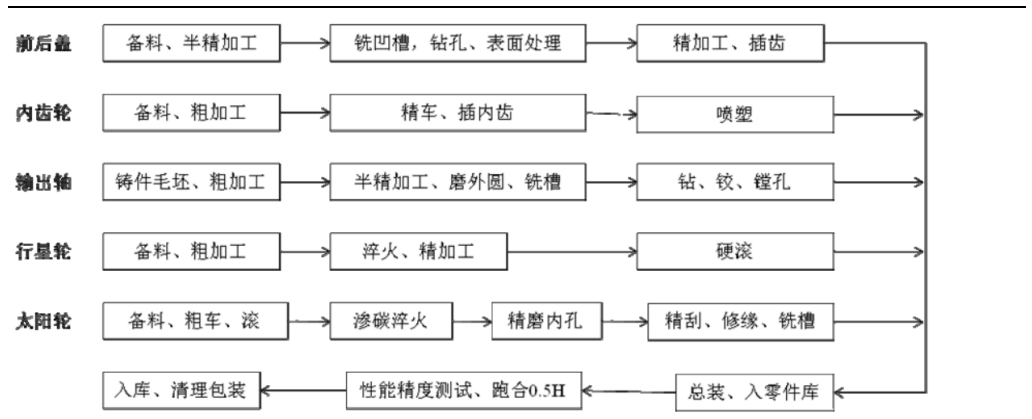 前后盖 备料、半精加工 铣凹槽，钻孔、表面处理 精加工、插齿
内齿轮 备料、粗加工 精车、插内齿 喷塑
输出轴 铸件毛坯、粗加工 半精加工、磨外圆、铣槽 钻、铰、镗孔
行星轮 备料、粗加工 淬火、精加工 硬滚
太阳轮 备料、粗车、滚 渗碳淬火 精磨内孔 精刮、修缘、铣槽
入库、清理包装 性能精度测试、跑合0.5H 总装、入零件库